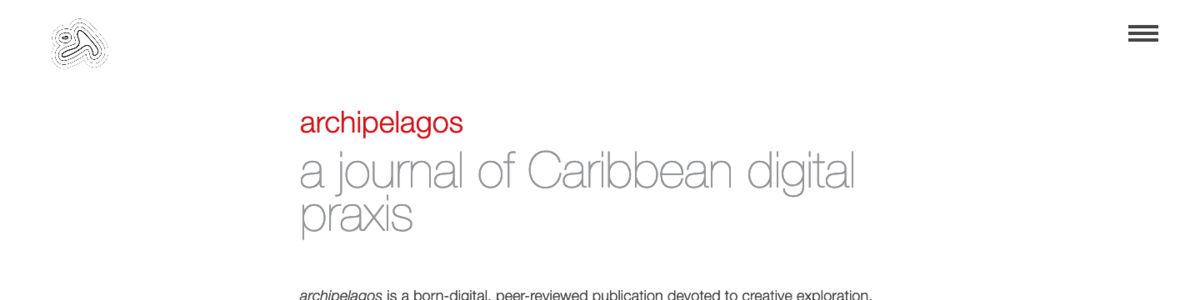 archipelagos
a journal of Caribbean digital
praxis
archipelagos is a born-digital, peer-reviewed publication devoted to creative exploration,